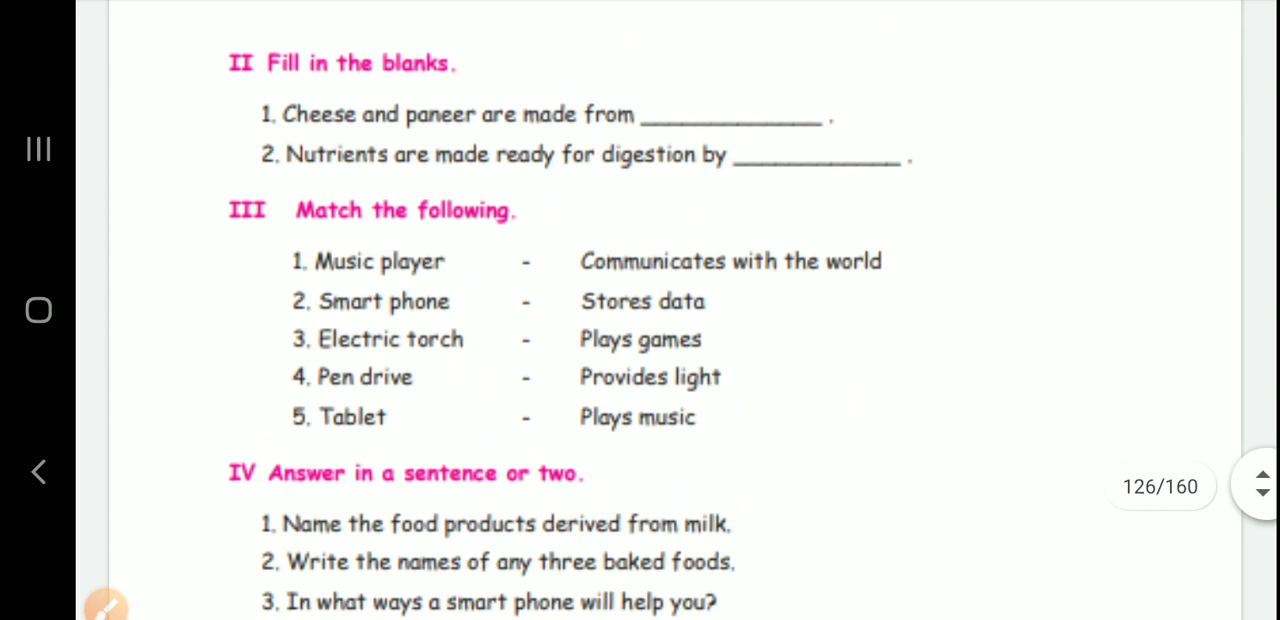 II Fill in the blanks.
1. Cheese and paneer are made from ______________ .
2. Nutrients are made ready for digestion by _____________ .
III Match the following.
1. Music player - Communicates with the world
2. Smart phone - Stores data
3. Electric torch - Plays games
4. Pen drive - Provides light
5. Tablet - Plays music
IV Answer in a sentence or two.
126/160
1. Name the food products derived from milk.
2. Write the names of any three baked foods.
3. In what ways a smart phone will help you?